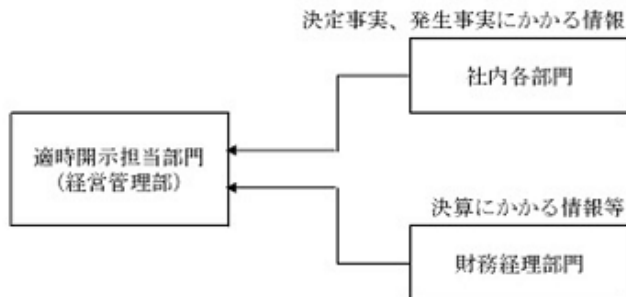 決定事実、発生事実にかかる情報
社内各部門
適時開示担当部門
（経営管理部）
決算にかかる情報等
財務経理部門